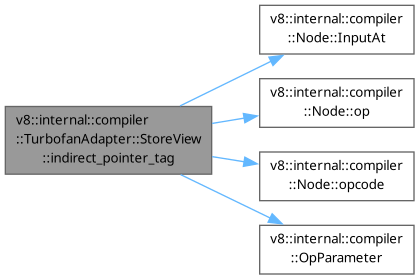 v8::internal::compiler
::TurbofanAdapter::StoreView
::indirect_pointer_tag
v8::internal::compiler
::Node::InputAt
v8::internal::compiler
::Node::op
v8::internal::compiler
::Node::opcode
v8::internal::compiler
::OpParameter